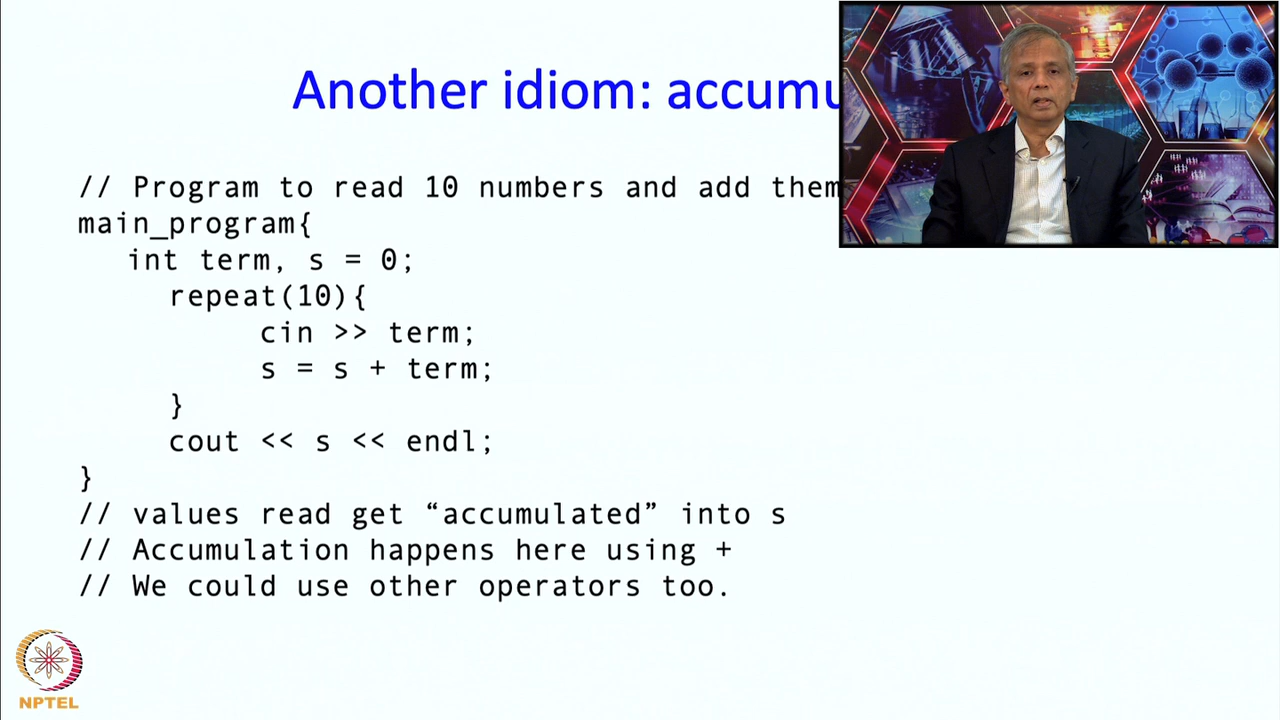 Another idiom:
// Program to read 10 numbers and add them
main_program{
int term, s = 0;
repeat(10){
cin >> term;
s = s + term;
}
cout << s << endl;
}
// values read get “accumulated” into s
// Accumulation happens here using +
// We could use other operators too.
NPTEL